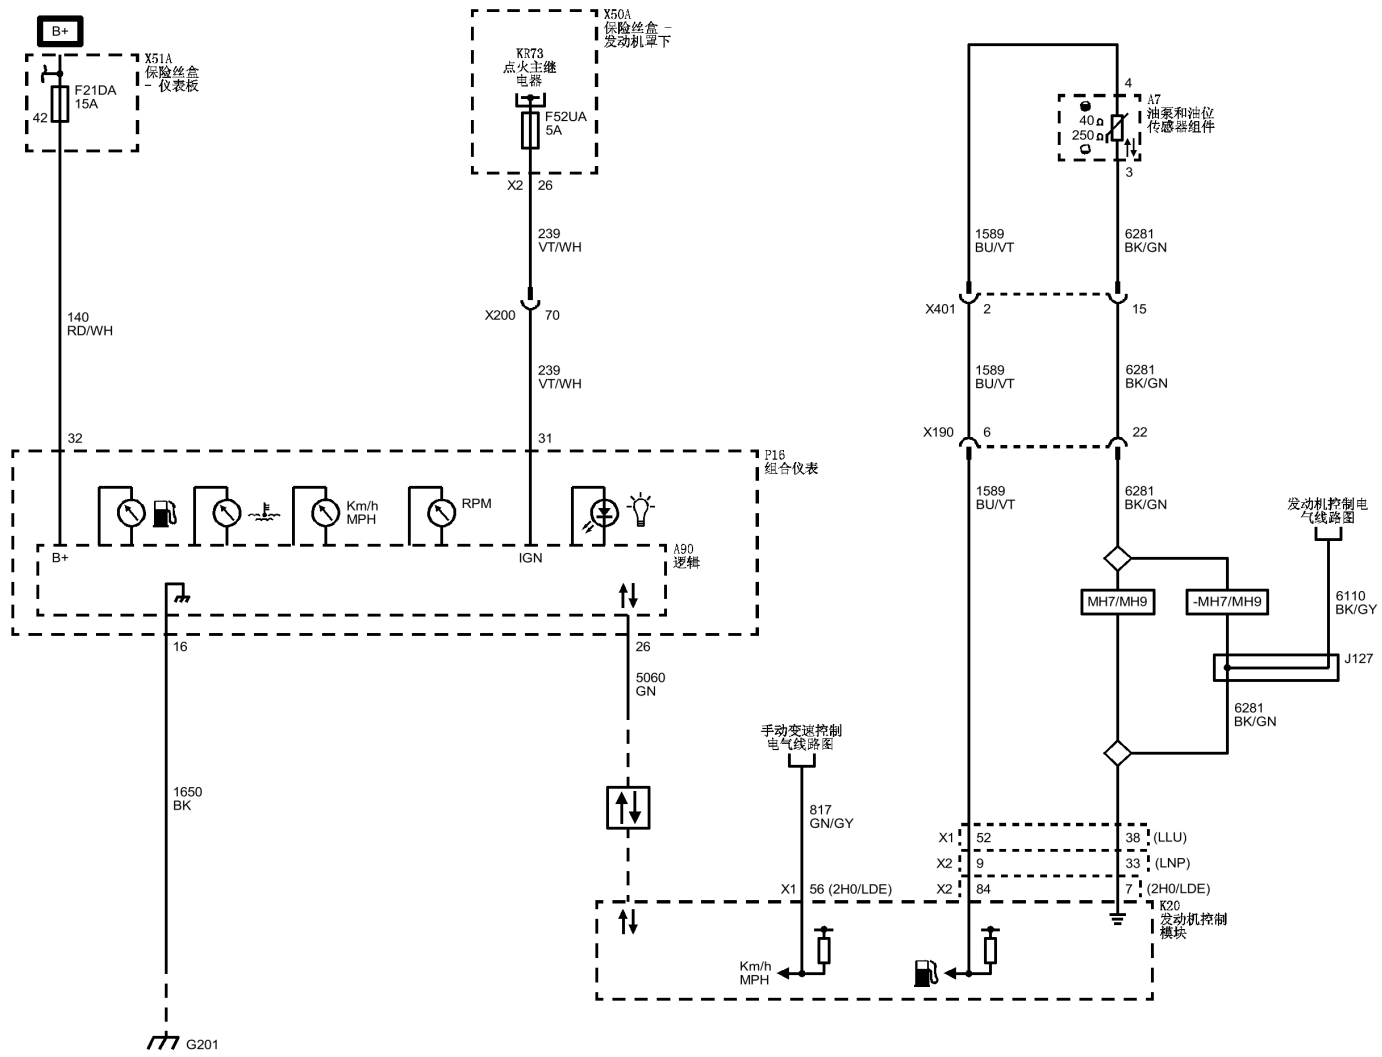 B+
X51A
保险丝盒
- 仪表板
F21DA
15A
42
X50A
保险丝盒 -
发动机罩下
KR73
点火主继
电器
F52UA
5A
X2
26
239
VT/WH
X200
70
239
VT/WH
140
RD/WH
32
31
4
A7
油泵和油位
传感器组件
40Ω
250Ω
3
1589
BU/VT
6281
BK/GN
X401
2
15
1589
BU/VT
6281
BK/GN
X190
6
22
1589
BU/VT
6281
BK/GN
P16
组合仪表
Km/h
MPH
RPM
B+
IGN
A90
逻辑
16
26
5060
GN
1650
BK
G201
发动机控制电
气线路图
MH7/MH9
-MH7/MH9
6110
BK/GY
J127
6281
BK/GN
手动变速控制
电气线路图
817
GN/GY
X1
52
38
(LLU)
X2
9
33
(LNP)
X1
56 (2H0/LDE)
X2
84
7
(2H0/LDE)
K20
发动机控制
模块
Km/h
MPH